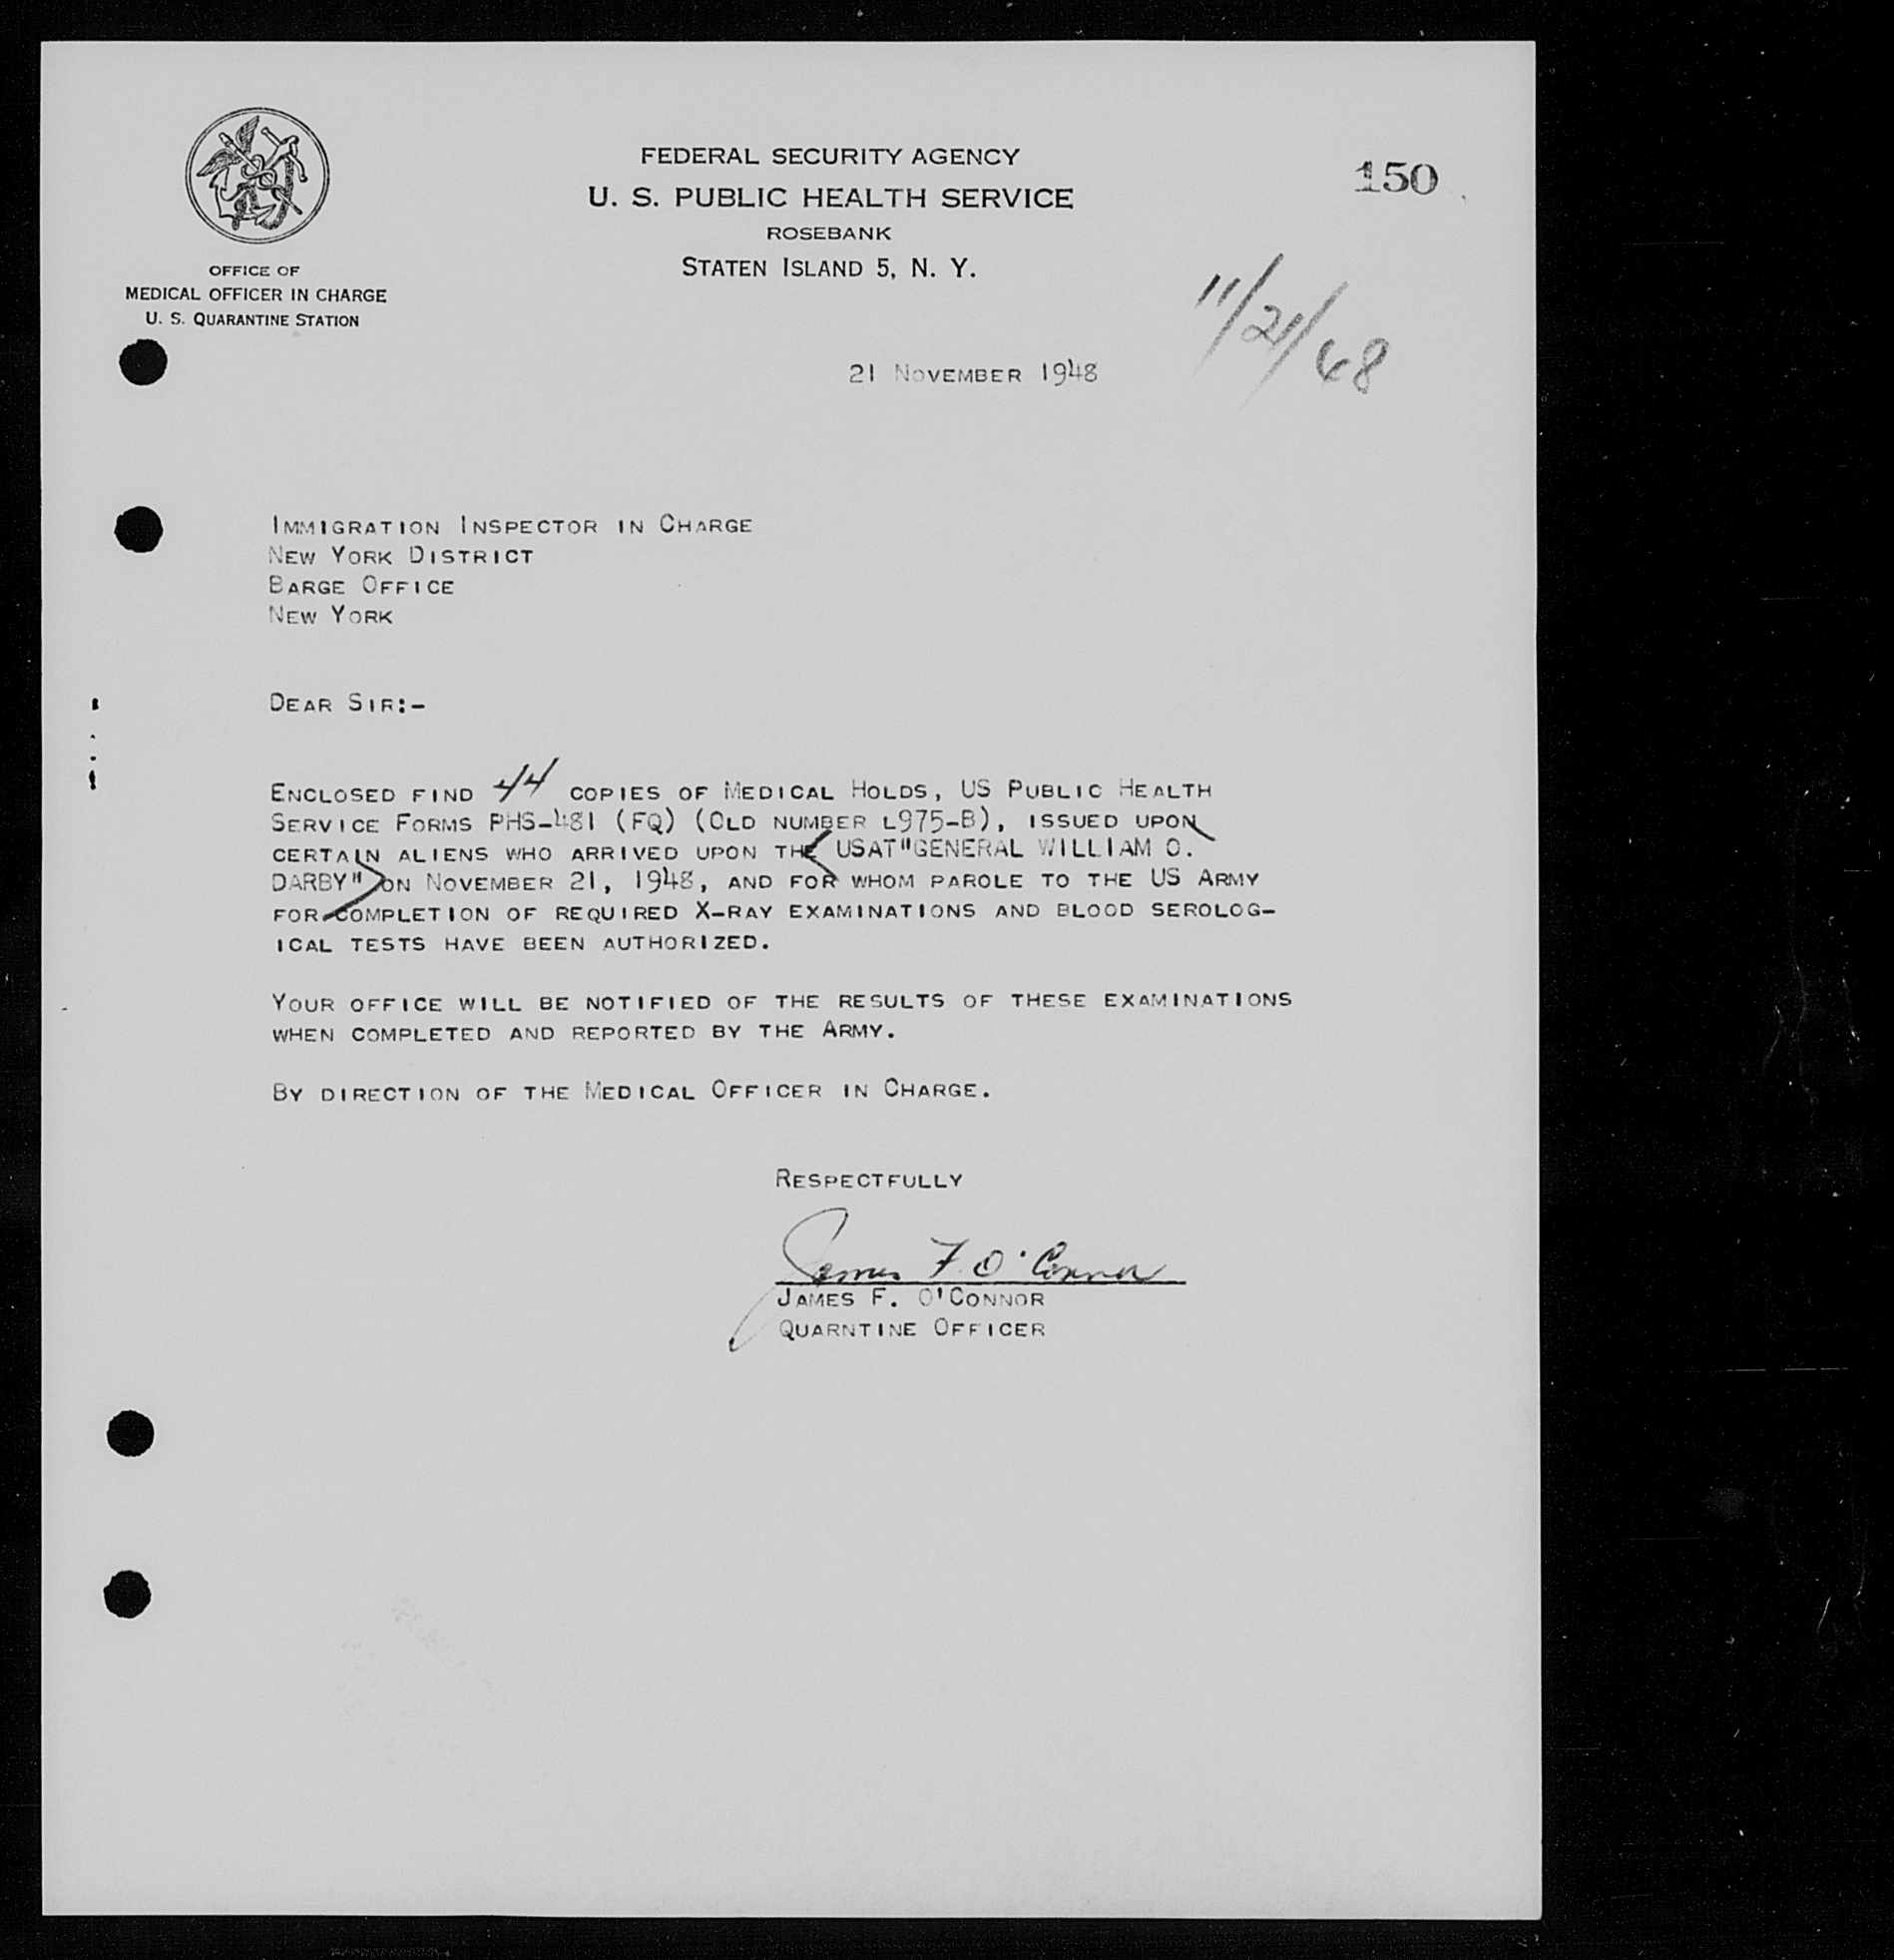 FEDERAL SECURITY AGENCY
U. S. PUBLIC HEALTH SERVICE
ROSEBANK
STATEN ISLAND 5, N. Y.
150
OFFICE OF
MEDICAL OFFICER IN CHARGE
U. S. QUARANTINE STATION
11/21/48
21 NOVEMBER 1948
IMMIGRATION INSPECTOR IN CHARGE
NEW YORK DISTRICT
BARGE OFFICE
NEW YORK
DEAR SIR:-
ENCLOSED FIND 44 COPIES OF MEDICAL HOLDS, US PUBLIC HEALTH
SERVICE FORMS PHS-481 (FQ) (OLD NUMBER L975-B), ISSUED UPON
CERTAIN ALIENS WHO ARRIVED UPON THE USAT"GENERAL WILLIAM O.
DARBY" ON NOVEMBER 21, 1948, AND FOR WHOM PAROLE TO THE US ARMY
FOR COMPLETION OF REQUIRED X-RAY EXAMINATIONS AND BLOOD SEROLOG-
ICAL TESTS HAVE BEEN AUTHORIZED.
YOUR OFFICE WILL BE NOTIFIED OF THE RESULTS OF THESE EXAMINATIONS
WHEN COMPLETED AND REPORTED BY THE ARMY.
BY DIRECTION OF THE MEDICAL OFFICER IN CHARGE.
RESPECTFULLY
James F. O'Connor
JAMES F. O'CONNOR
QUARNTINE OFFICER